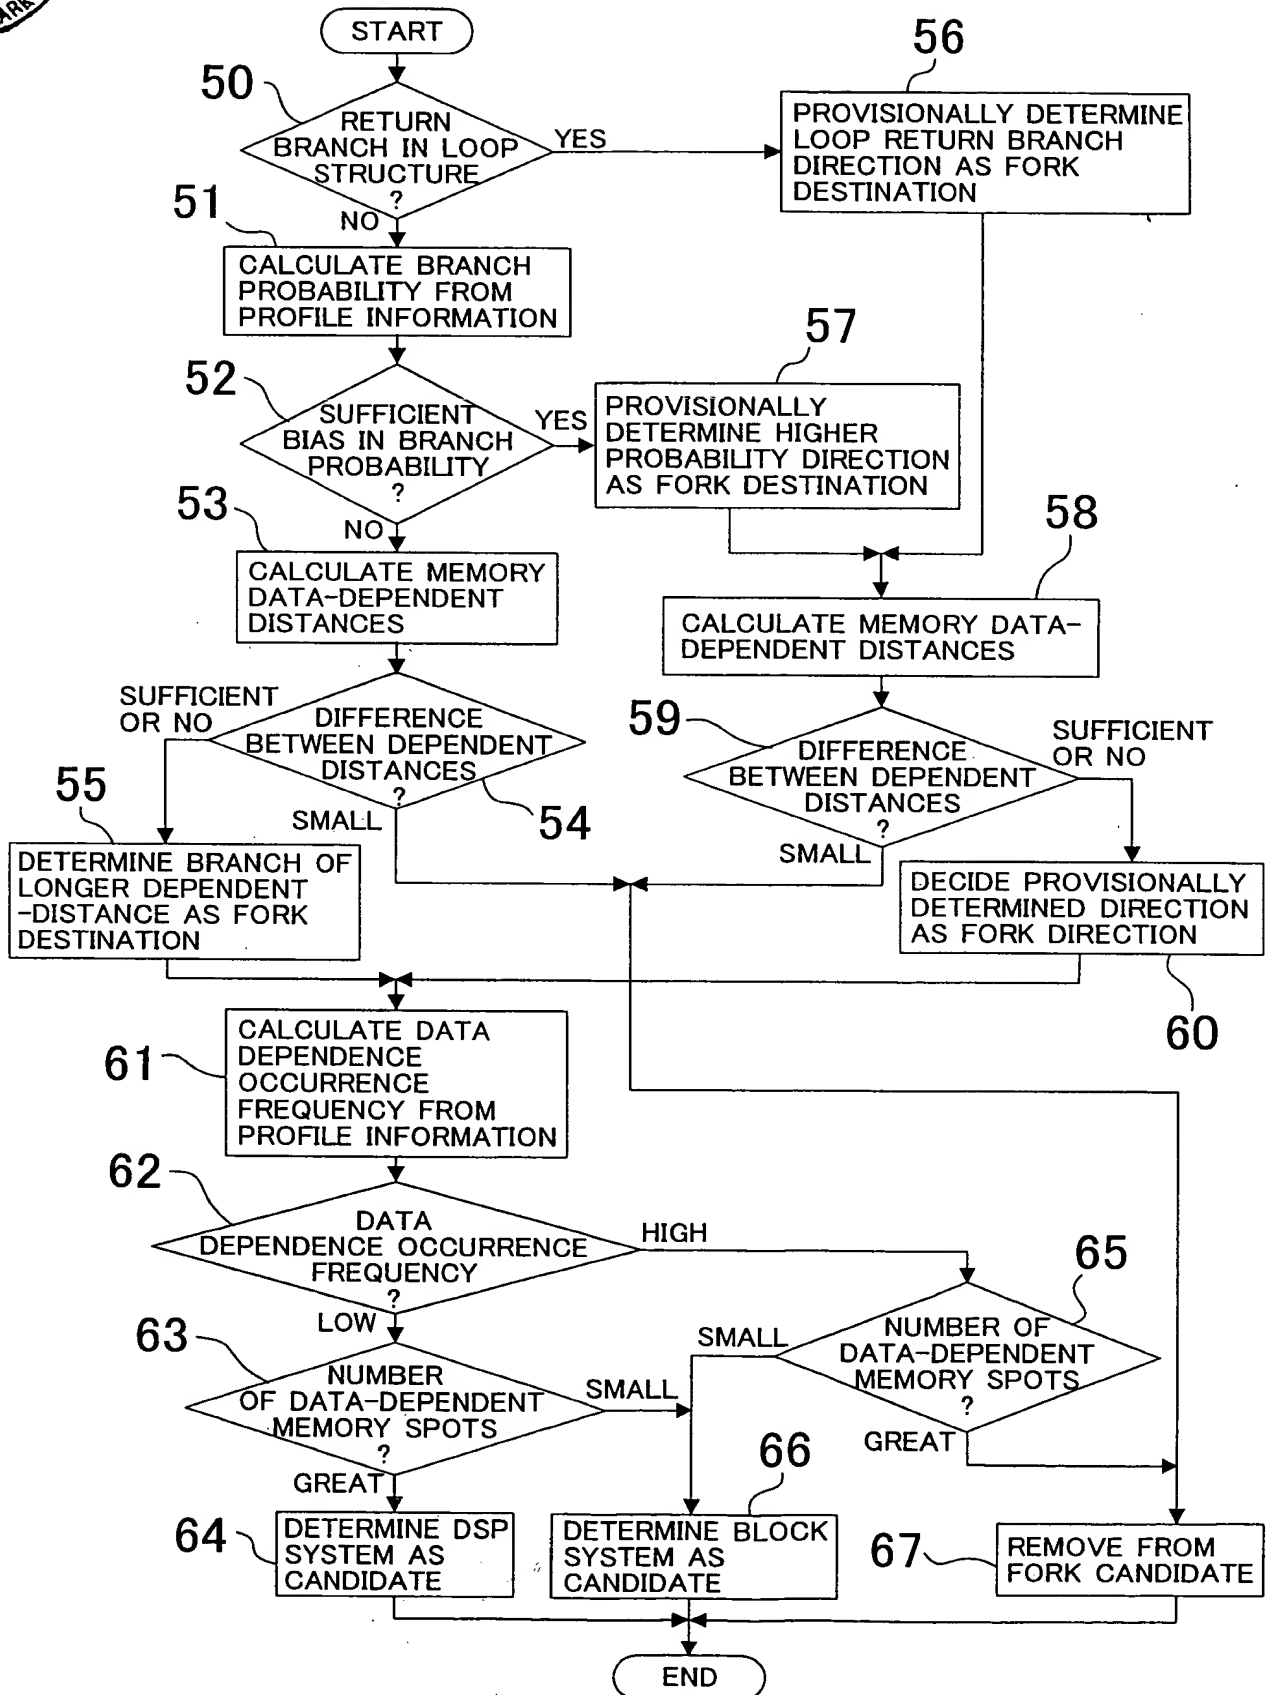 START
50
RETURN
BRANCH IN LOOP
STRUCTURE
?
YES
NO
56
PROVISIONALLY DETERMINE
LOOP RETURN BRANCH
DIRECTION AS FORK
DESTINATION
51
CALCULATE BRANCH
PROBABILITY FROM
PROFILE INFORMATION
52
SUFFICIENT
BIAS IN BRANCH
PROBABILITY
?
YES
NO
57
PROVISIONALLY
DETERMINE HIGHER
PROBABILITY DIRECTION
AS FORK DESTINATION
53
CALCULATE MEMORY
DATA-DEPENDENT
DISTANCES
58
CALCULATE MEMORY DATA-
DEPENDENT DISTANCES
SUFFICIENT
OR NO
DIFFERENCE
BETWEEN DEPENDENT
DISTANCES
?
54
SMALL
59
DIFFERENCE
BETWEEN DEPENDENT
DISTANCES
?
SUFFICIENT
OR NO
SMALL
55
DETERMINE BRANCH OF
LONGER DEPENDENT
-DISTANCE AS FORK
DESTINATION
DECIDE PROVISIONALLY
DETERMINED DIRECTION
AS FORK DIRECTION
60
61
CALCULATE DATA
DEPENDENCE
OCCURRENCE
FREQUENCY FROM
PROFILE INFORMATION
62
DATA
DEPENDENCE OCCURRENCE
FREQUENCY
?
HIGH
LOW
65
NUMBER OF
DATA-DEPENDENT
MEMORY SPOTS
?
SMALL
GREAT
63
NUMBER
OF DATA-DEPENDENT
MEMORY SPOTS
?
SMALL
GREAT
64
DETERMINE DSP
SYSTEM AS
CANDIDATE
66
DETERMINE BLOCK
SYSTEM AS
CANDIDATE
67
REMOVE FROM
FORK CANDIDATE
END